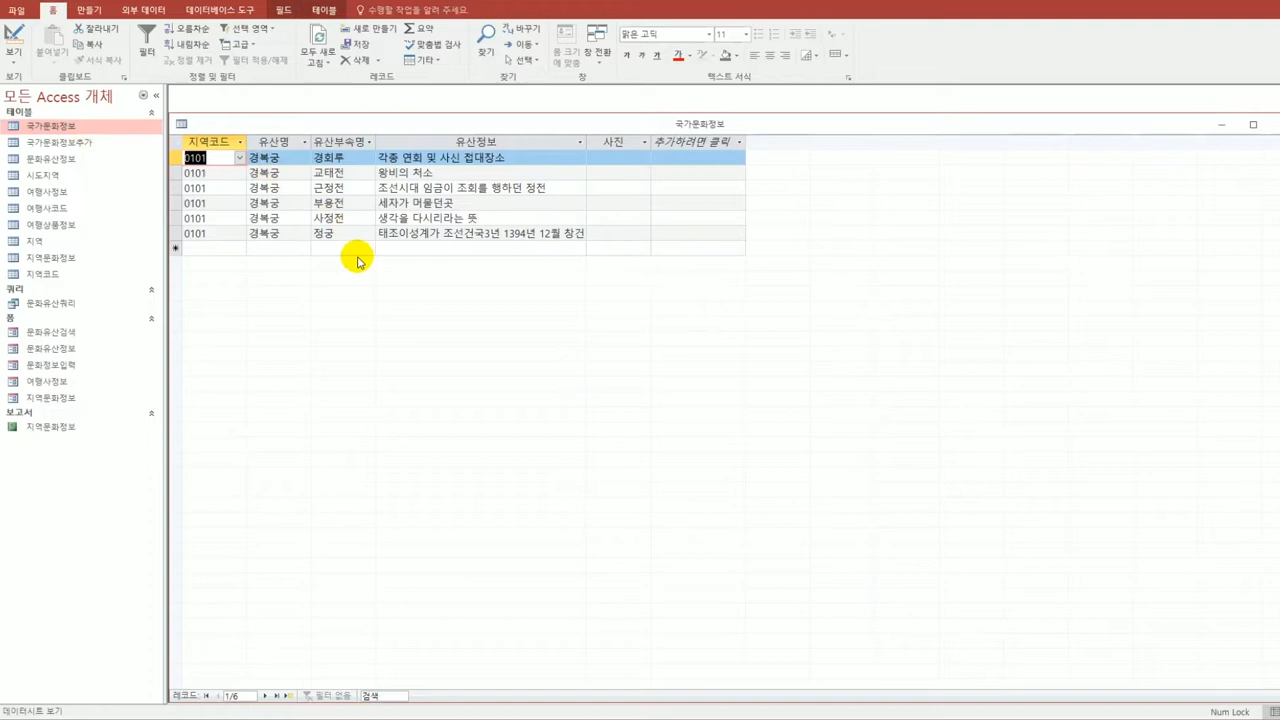 파일 홈 만들기 외부 데이터 데이터베이스 도구 필드 테이블 수행할 작업을 알려 주세요.
보기 붙여넣기 잘라내기 복사 서식 복사
필터 오름차순 내림차순 정렬 제거 선택 영역 고급 필터 적용/해제
모두 새로 고침 새로 만들기 저장 삭제 요약 맞춤법 검사 기타
찾기 바꾸기 이동 선택 폼 크기에 맞춤 창 전환
맑은 고딕 11
가 가 가 가
보기 클립보드 정렬 및 필터 레코드 찾기 창 텍스트 서식
모든 Access 개체
테이블
국가문화정보
국가문화정보추가
문화유산정보
시도지역
여행사정보
여행사코드
여행상품정보
지역
지역문화정보
지역코드
쿼리
문화유산쿼리
폼
문화유산검색
문화유산정보
문화정보입력
여행사정보
지역문화정보
보고서
지역문화정보
국가문화정보
지역코드 유산명 유산부속명 유산정보 사진 추가하려면 클릭
0101 경복궁 경회루 각종 연회 및 사신 접대장소
0101 경복궁 교태전 왕비의 처소
0101 경복궁 근정전 조선시대 임금이 조회를 행하던 정전
0101 경복궁 부용전 세자가 머물던곳
0101 경복궁 사정전 생각을 다시리라는 뜻
0101 경복궁 정궁 태조이성계가 조선건국3년 1394년 12월 창건
레코드: 1/6 필터 없음 검색
데이터시트 보기 Num Lock